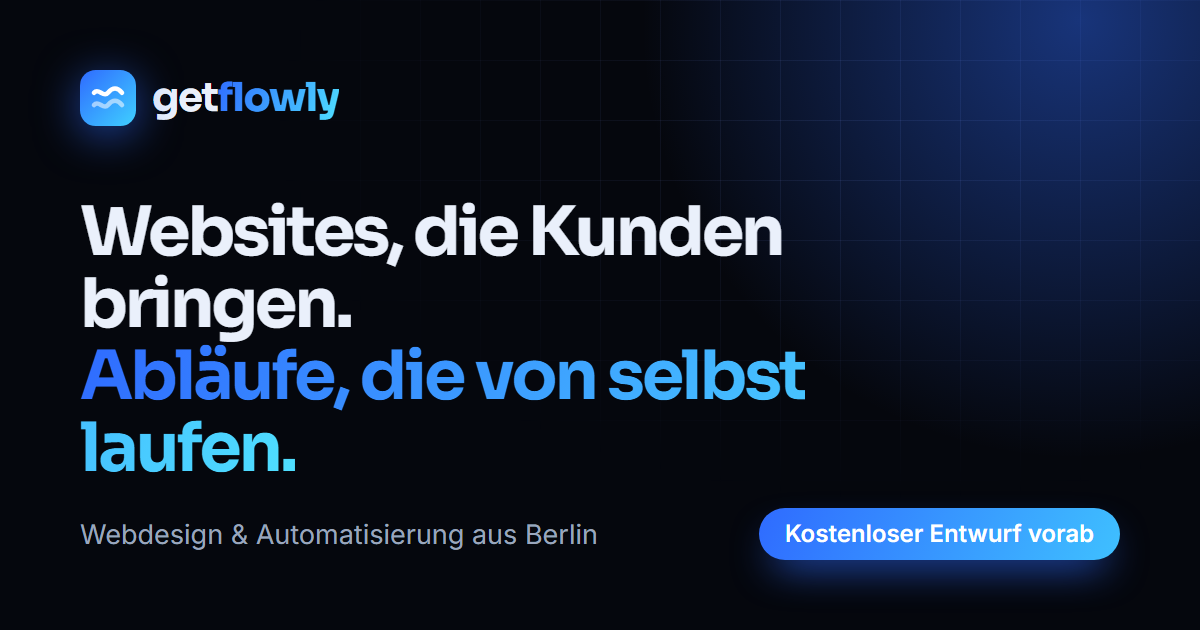 getflowly
Websites, die Kunden
bringen.
Abläufe, die von selbst
laufen.
Webdesign & Automatisierung aus Berlin
Kostenloser Entwurf vorab